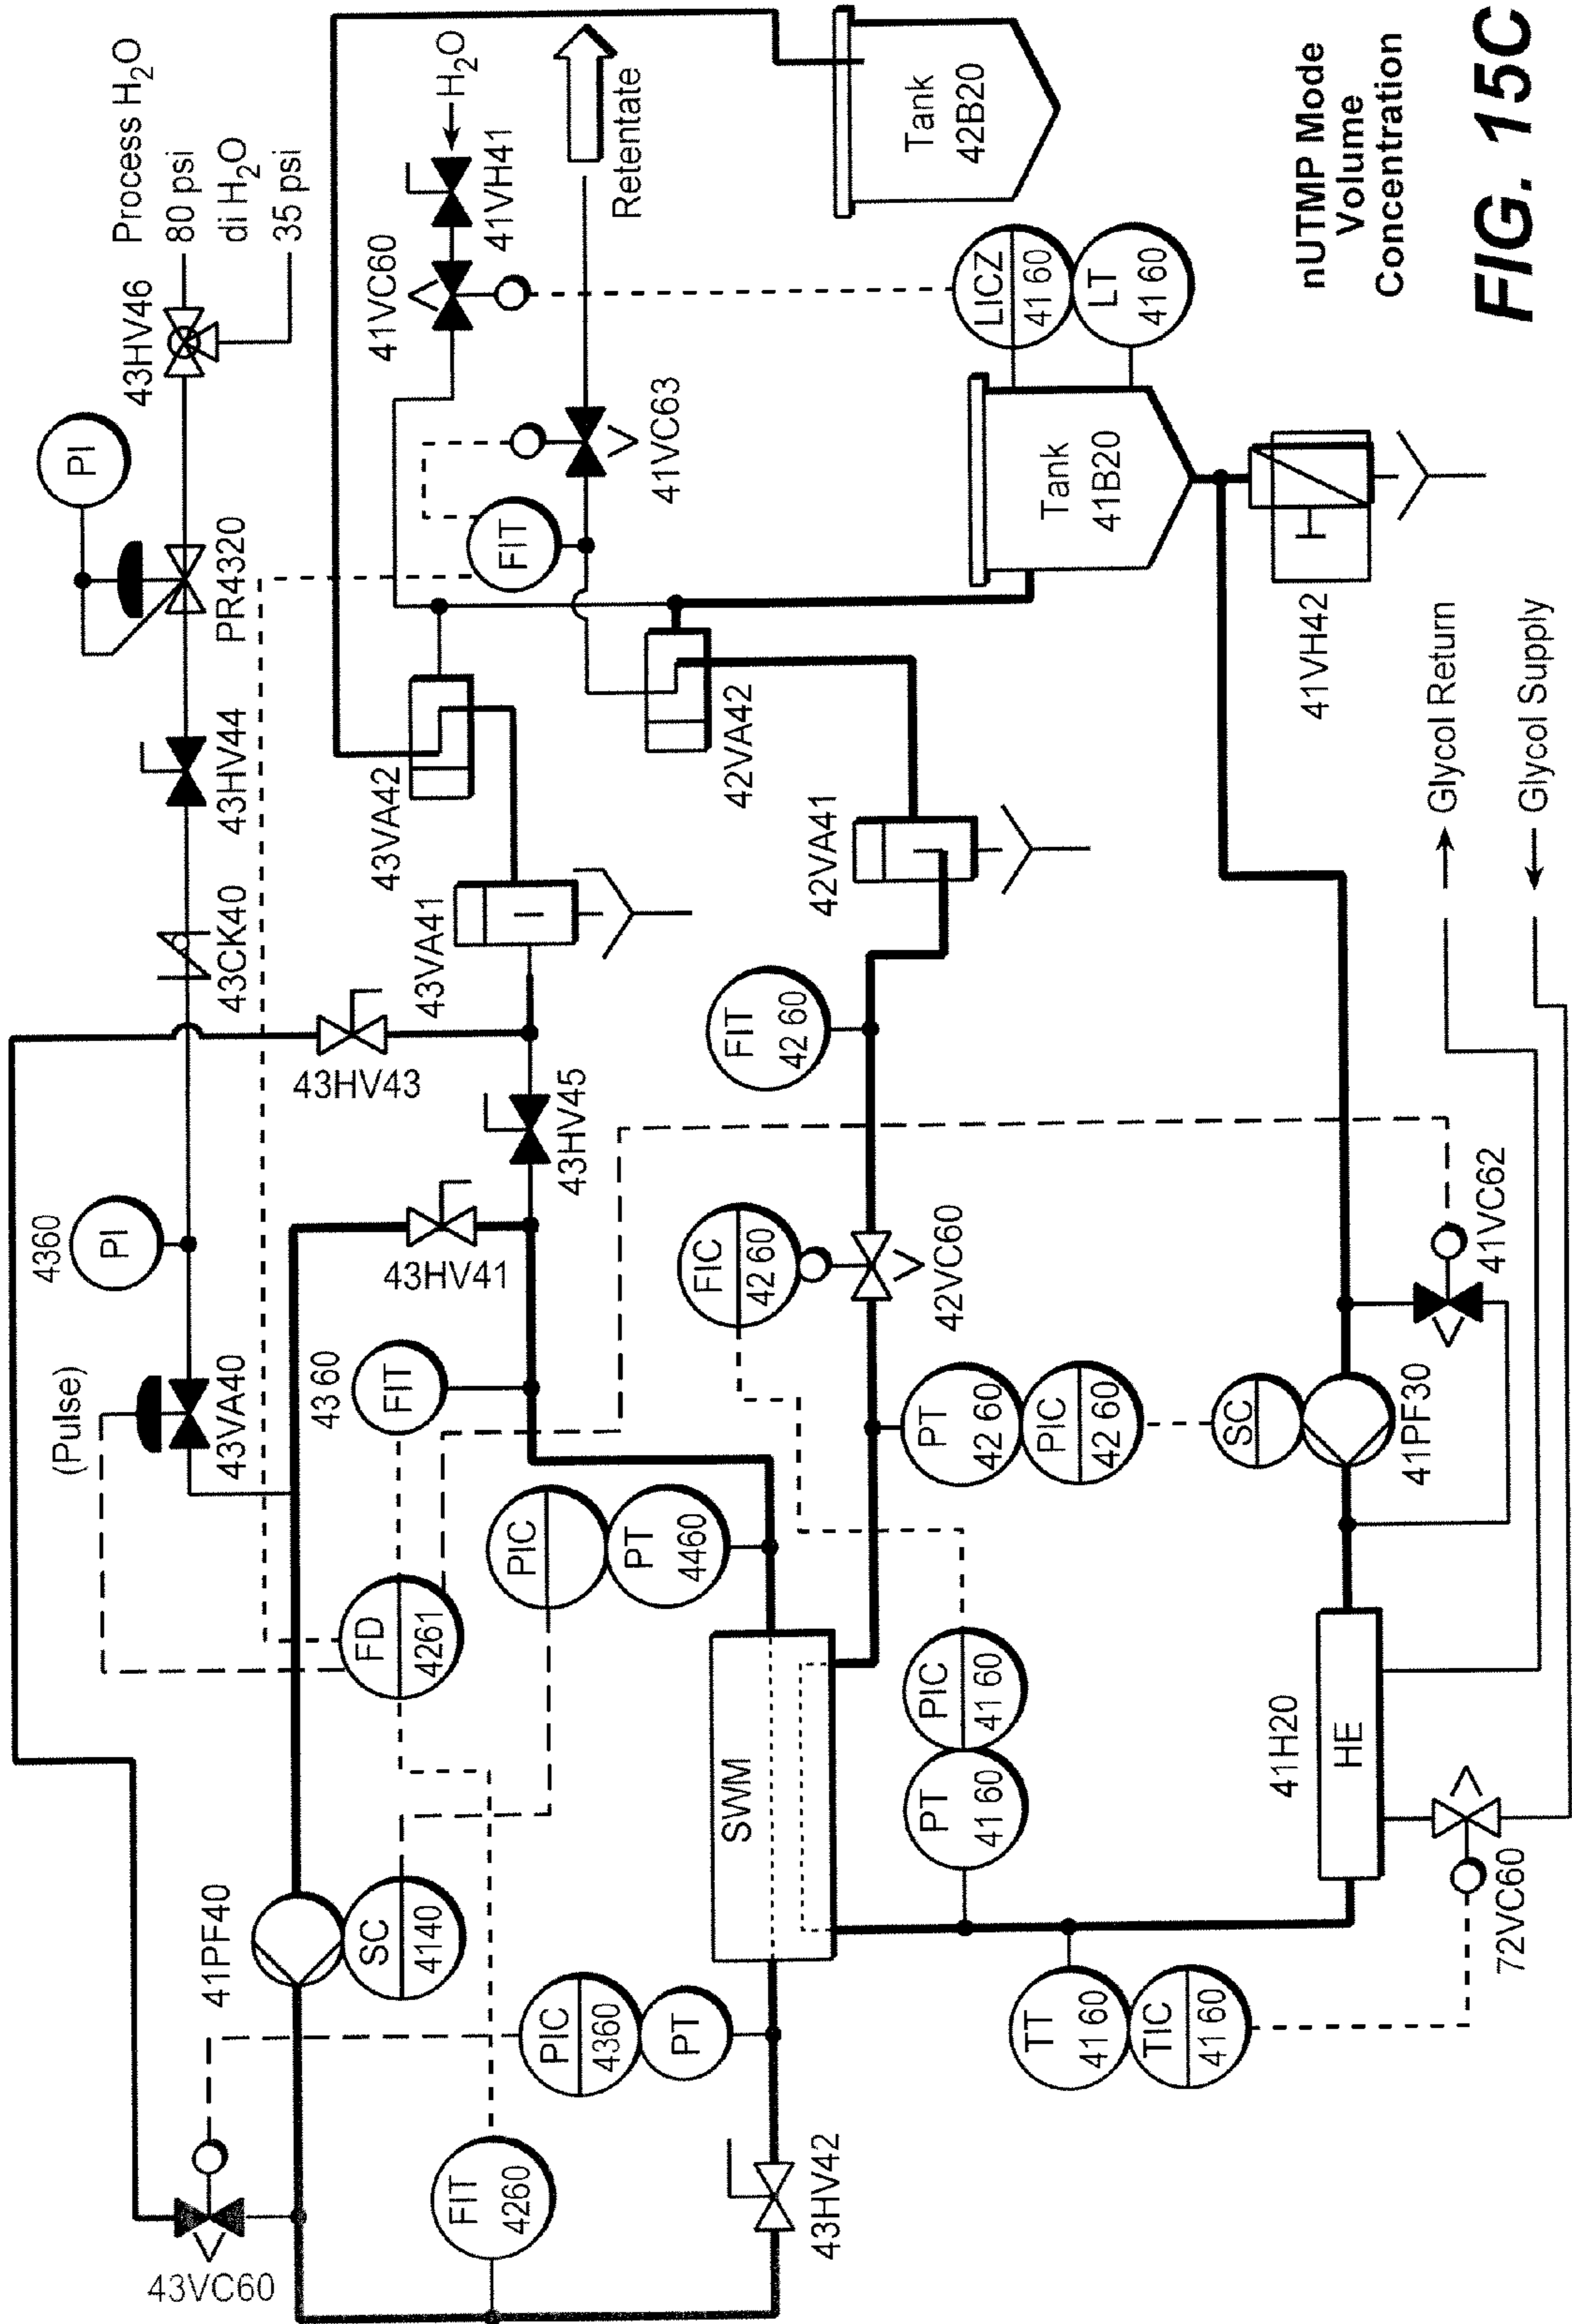 43VC60
FIT
4260
43HV42
41PF40
SC
4140
PIC
4360
PT
TT
41 60
TIC
41 60
72VC60
SWM
PT
41 60
PIC
41 60
41H20
HE
FD
4261
PIC
PT
4460
(Pulse)
43VA40
43 60
FIT
PT
42 60
PIC
42 60
SC
41PF30
4360
PI
43HV41
FIC
42 60
42VC60
41VC62
43HV43
43HV45
FIT
42 60
43CK40
43VA41
42VA41
Glycol Return
Glycol Supply
43HV44
43VA42
42VA42
PR4320
PI
FIT
41VC63
Tank
41B20
41VH42
43HV46
41VC60
41VH41
LICZ
41 60
LT
41 60
Process H₂O
80 psi
di H₂O
35 psi
H₂O
Retentate
Tank
42B20
nUTMP Mode
Volume
Concentration
FIG. 15C